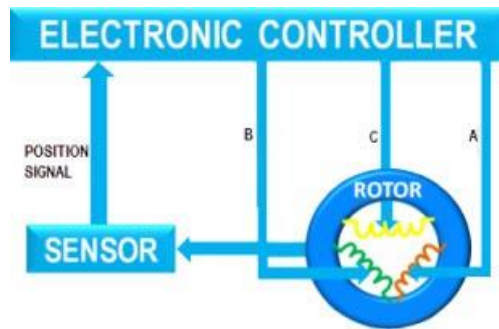 ELECTRONIC CONTROLLER
B
C
A
POSITION
SIGNAL
ROTOR
SENSOR